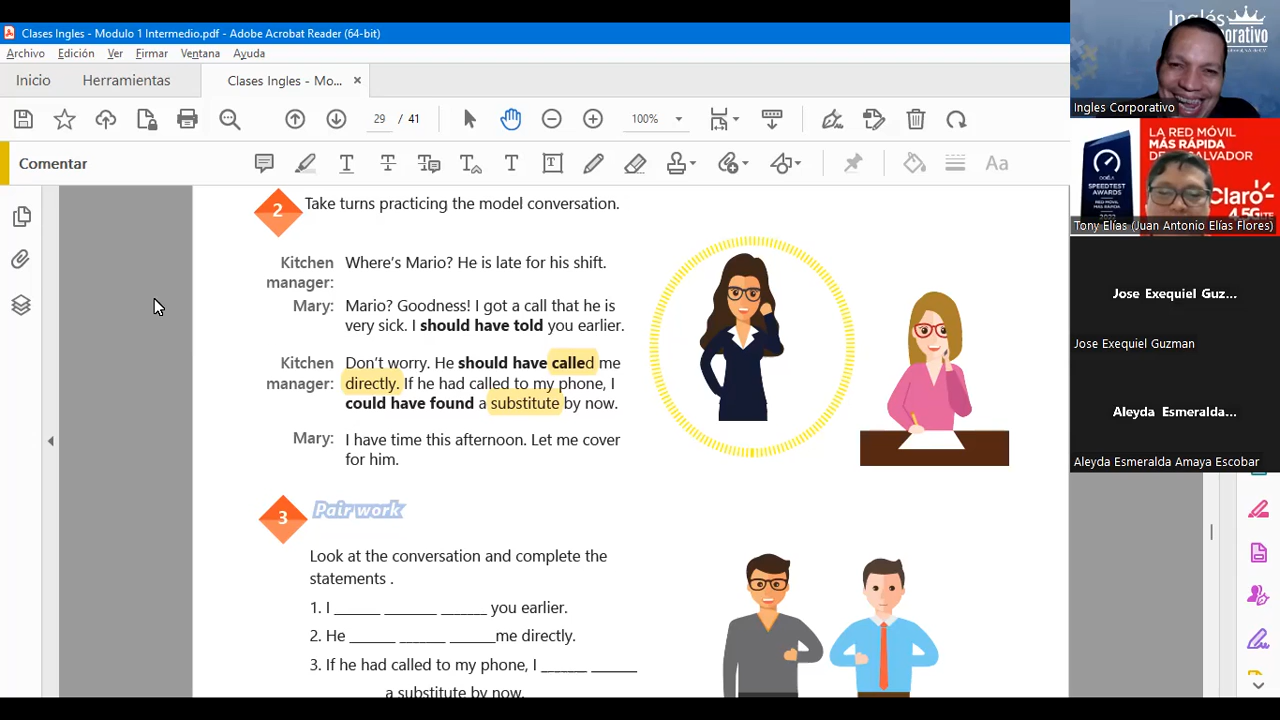 Clases Ingles - Modulo 1 Intermedio.pdf - Adobe Acrobat Reader (64-bit)
Archivo Edición Ver Firmar Ventana Ayuda
Inicio Herramientas Clases Ingles - Mo... ×
29 / 41 100%
Comentar
Aa
2 Take turns practicing the model conversation.
Kitchen manager: Where's Mario? He is late for his shift.
Mary: Mario? Goodness! I got a call that he is
very sick. I should have told you earlier.
Kitchen manager: Don't worry. He should have called me
directly. If he had called to my phone, I
could have found a substitute by now.
Mary: I have time this afternoon. Let me cover
for him.
3 Pair work
Look at the conversation and complete the
statements .
1. I ______ _______ ______ you earlier.
2. He ______ ______ ______me directly.
3. If he had called to my phone, I ______ ______
______ a substitute by now.
Inglés
Ingles Corporativo
LA RED MÓVIL
MÁS RÁPIDA
DE EL SALVADOR
SPEEDTEST
AWARDS
Claro
4.5G
Tony Elías (Juan Antonio Elías Flores)
Jose Exequiel Guz...
Jose Exequiel Guzman
Aleyda Esmeralda...
Aleyda Esmeralda Amaya Escobar